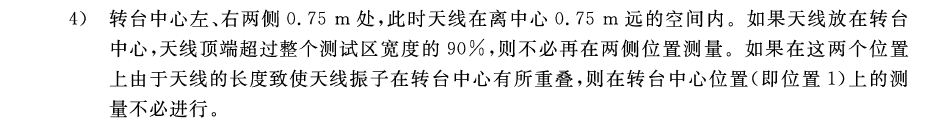 4） 转台中心左、右两侧 0.75 m 处,此时天线在离中心 0.75 m 远的空间内。如果天线放在转台
中心,天线顶端超过整个测试区宽度的 90%,则不必再在两侧位置测量。如果在这两个位置
上由于天线的长度致使天线振子在转台中心有所重叠,则在转台中心位置(即位置 1)上的测
量不必进行。